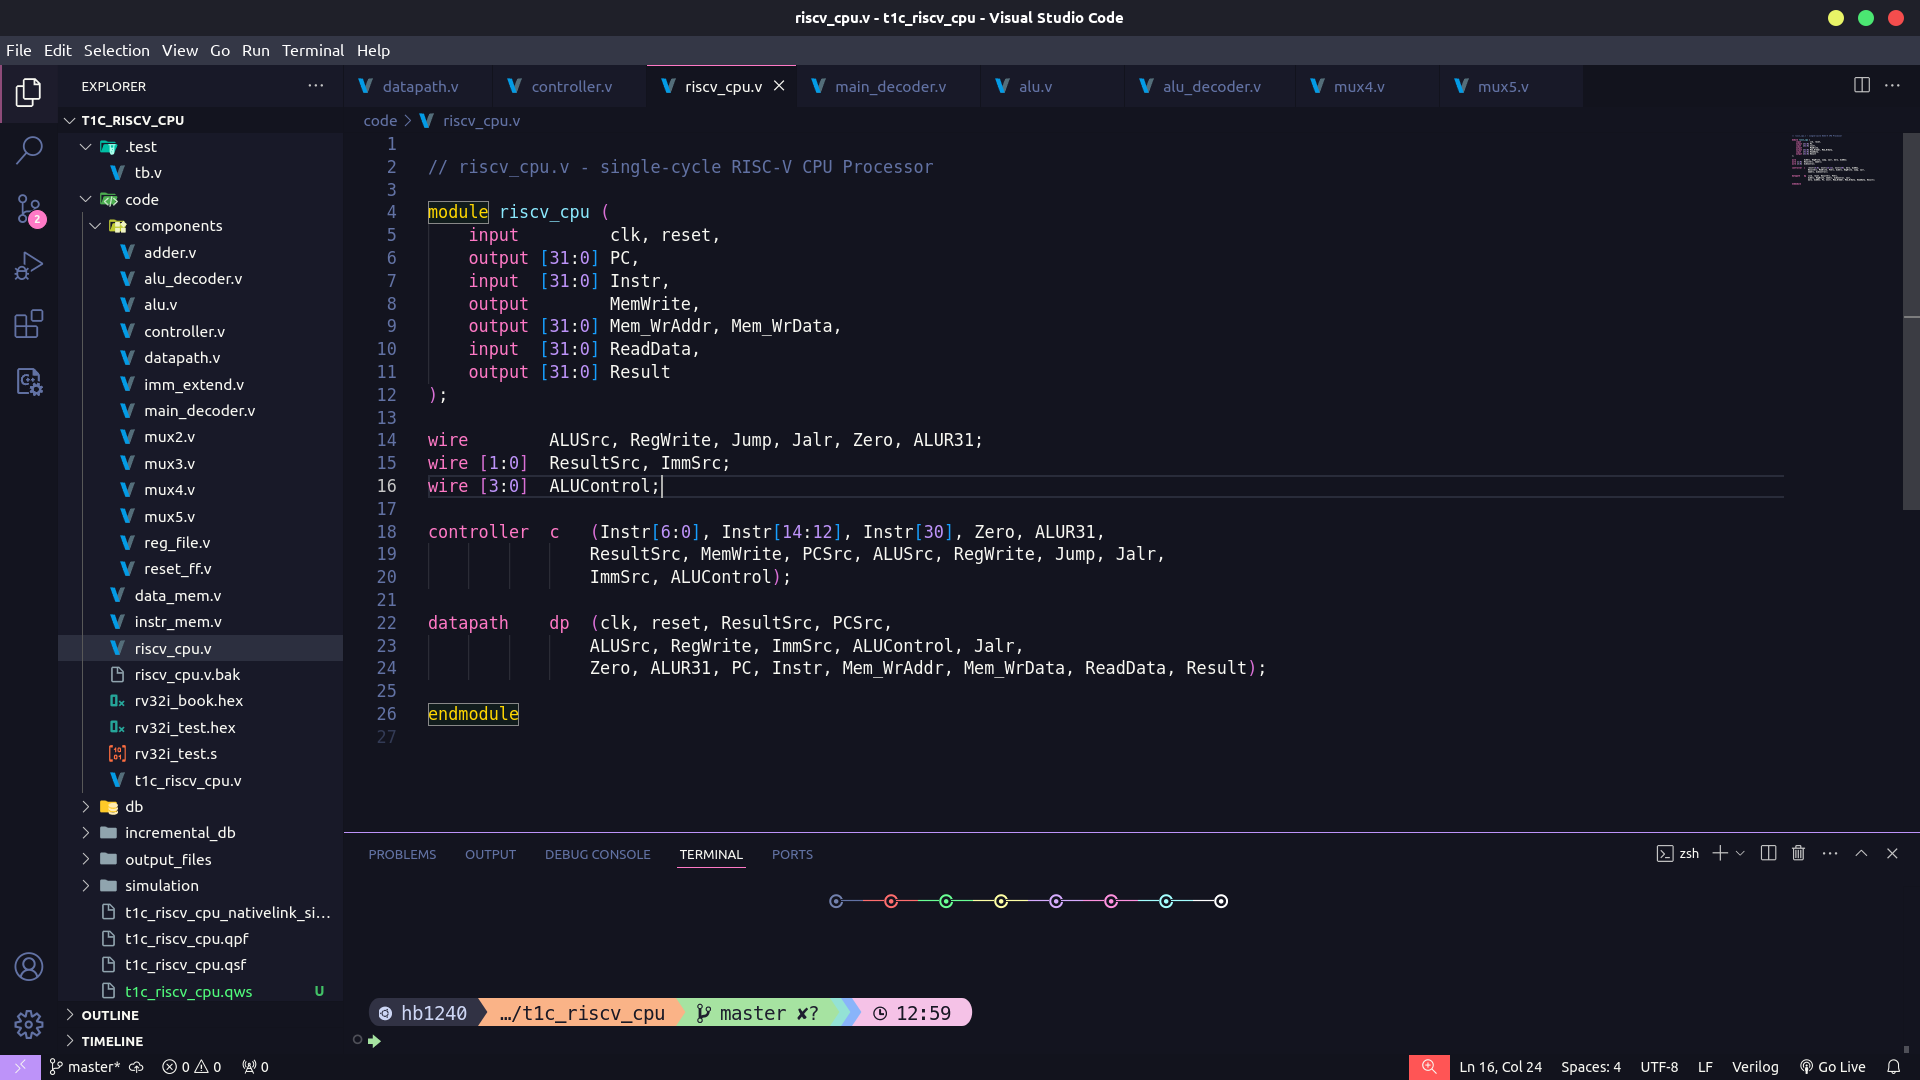 riscv_cpu.v - t1c_riscv_cpu - Visual Studio Code
File Edit Selection View Go Run Terminal Help
EXPLORER
T1C_RISCV_CPU
.test
tb.v
code
components
adder.v
alu_decoder.v
alu.v
controller.v
datapath.v
imm_extend.v
main_decoder.v
mux2.v
mux3.v
mux4.v
mux5.v
reg_file.v
reset_ff.v
data_mem.v
instr_mem.v
riscv_cpu.v
riscv_cpu.v.bak
rv32i_book.hex
rv32i_test.hex
rv32i_test.s
t1c_riscv_cpu.v
db
incremental_db
output_files
simulation
t1c_riscv_cpu_nativelink_si...
t1c_riscv_cpu.qpf
t1c_riscv_cpu.qsf
t1c_riscv_cpu.qws U
OUTLINE
TIMELINE
2
datapath.v controller.v riscv_cpu.v main_decoder.v alu.v alu_decoder.v mux4.v mux5.v
code > riscv_cpu.v
1
2 // riscv_cpu.v - single-cycle RISC-V CPU Processor
3
4 module riscv_cpu (
5     input         clk, reset,
6     output [31:0] PC,
7     input  [31:0] Instr,
8     output        MemWrite,
9     output [31:0] Mem_WrAddr, Mem_WrData,
10     input  [31:0] ReadData,
11     output [31:0] Result
12 );
13
14 wire        ALUSrc, RegWrite, Jump, Jalr, Zero, ALUR31;
15 wire [1:0]  ResultSrc, ImmSrc;
16 wire [3:0]  ALUControl;
17
18 controller  c   (Instr[6:0], Instr[14:12], Instr[30], Zero, ALUR31,
19                 ResultSrc, MemWrite, PCSrc, ALUSrc, RegWrite, Jump, Jalr,
20                 ImmSrc, ALUControl);
21
22 datapath    dp  (clk, reset, ResultSrc, PCSrc,
23                 ALUSrc, RegWrite, ImmSrc, ALUControl, Jalr,
24                 Zero, ALUR31, PC, Instr, Mem_WrAddr, Mem_WrData, ReadData, Result);
25
26 endmodule
27
PROBLEMS OUTPUT DEBUG CONSOLE TERMINAL PORTS
zsh
hb1240 …/t1c_riscv_cpu master ✘? 12:59
master* 0 0 0
Ln 16, Col 24 Spaces: 4 UTF-8 LF Verilog Go Live